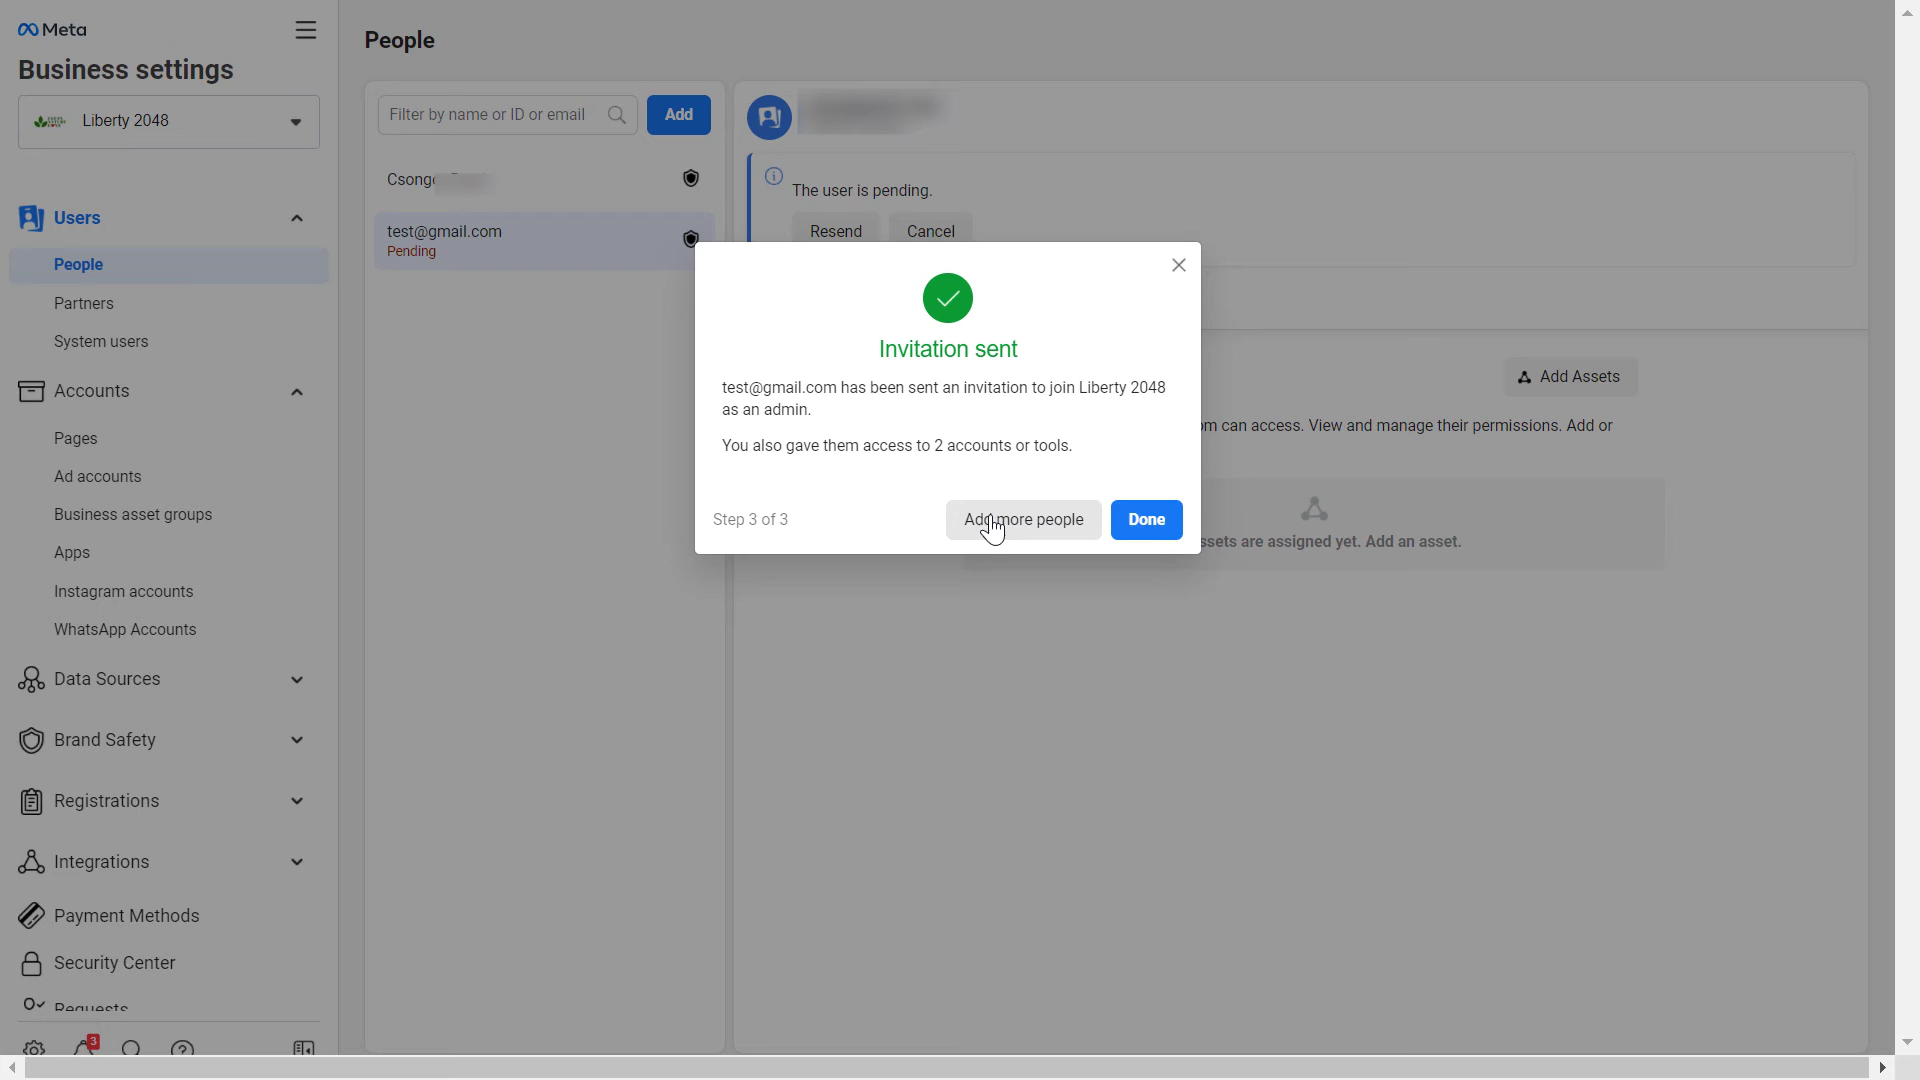 Meta
Business settings
Liberty 2048
Users
People
Partners
System users
Accounts
Pages
Ad accounts
Business asset groups
Apps
Instagram accounts
WhatsApp Accounts
Data Sources
Brand Safety
Registrations
Integrations
Payment Methods
Security Center
Requests
3
People
Filter by name or ID or email
Add
test@gmail.com
Pending
The user is pending.
Resend
Cancel
Add Assets
can access. View and manage their permissions. Add or
are assigned yet. Add an asset.
Invitation sent
test@gmail.com has been sent an invitation to join Liberty 2048
as an admin.
You also gave them access to 2 accounts or tools.
Step 3 of 3
Add more people
Done